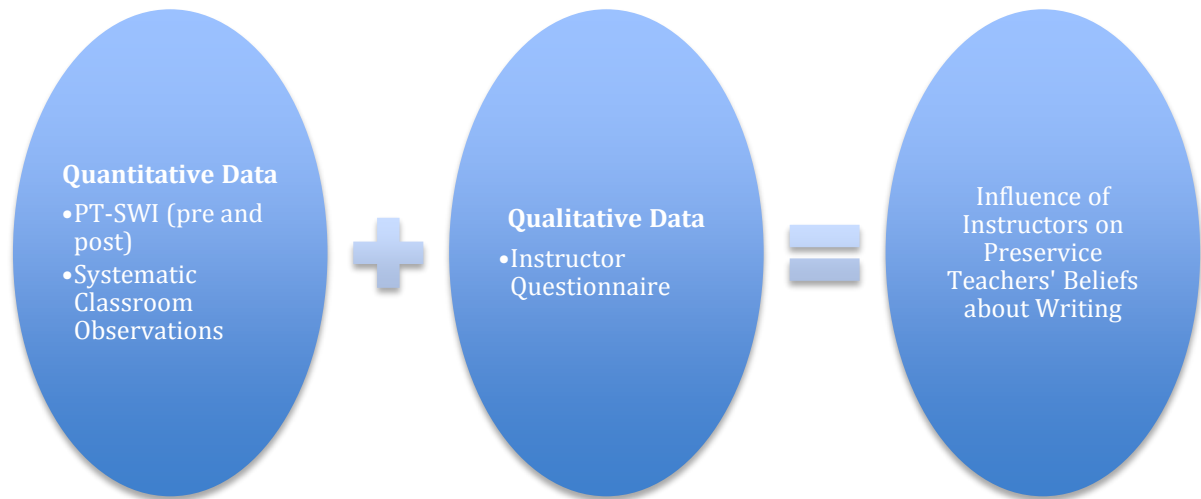 Quantitative Data
•PT-SWI (pre and
post)
•Systematic
Classroom
Observations
Qualitative Data
•Instructor
Questionnaire
Influence of
Instructors on
Preservice
Teachers' Beliefs
about Writing